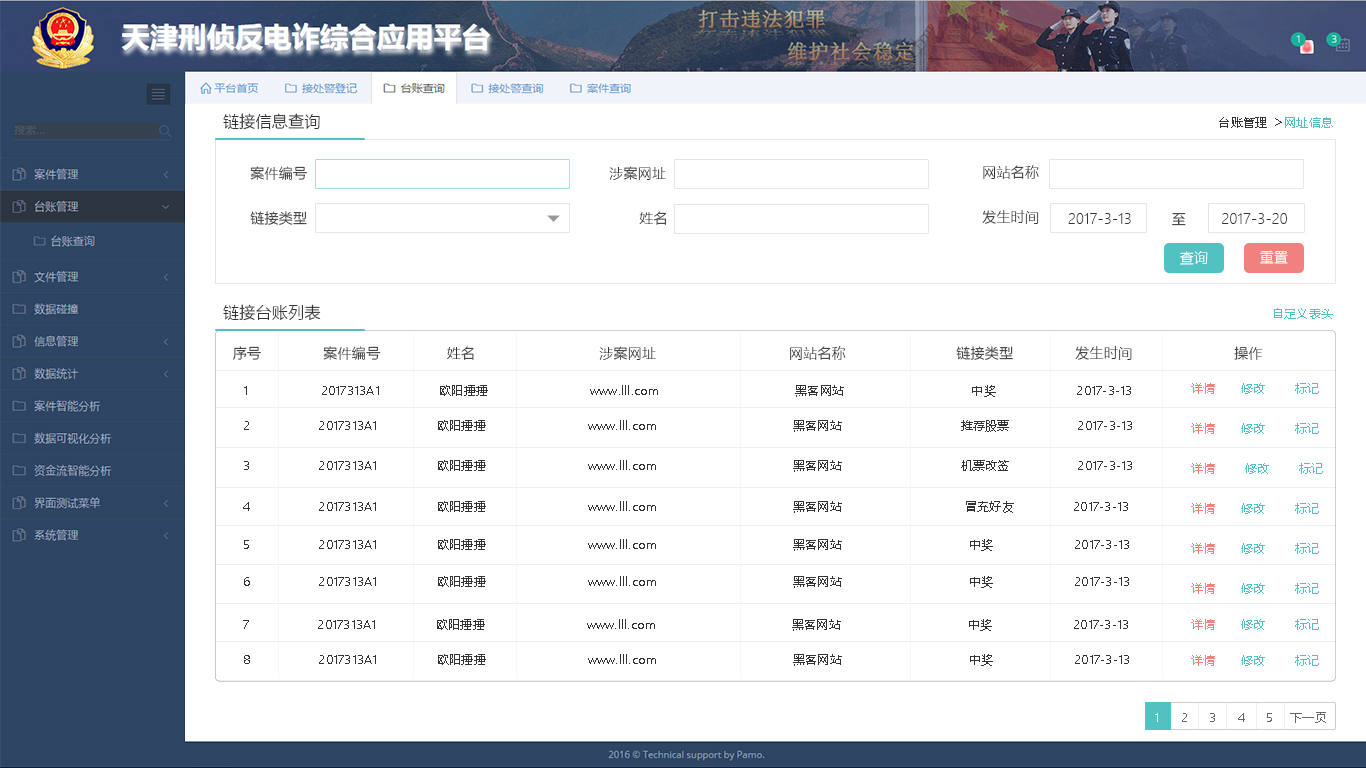 天津刑侦反电诈综合应用平台
打击违法犯罪
维护社会稳定
1 3
搜索...
案件管理
台账管理
台账查询
文件管理
数据碰撞
信息管理
数据统计
案件智能分析
数据可视化分析
资金流智能分析
界面测试菜单
系统管理
平台首页 接处警登记 台账查询 接处警查询 案件查询
链接信息查询 台账管理 >网址信息
案件编号 涉案网址 网站名称
链接类型 姓名 发生时间 2017-3-13 至 2017-3-20
查询 重置
链接台账列表 自定义表头
序号 案件编号 姓名 涉案网址 网站名称 链接类型 发生时间 操作
1 2017313A1 欧阳捶捶 www.lll.com 黑客网站 中奖 2017-3-13 详情 修改 标记
2 2017313A1 欧阳捶捶 www.lll.com 黑客网站 推荐股票 2017-3-13 详情 修改 标记
3 2017313A1 欧阳捶捶 www.lll.com 黑客网站 机票改签 2017-3-13 详情 修改 标记
4 2017313A1 欧阳捶捶 www.lll.com 黑客网站 冒充好友 2017-3-13 详情 修改 标记
5 2017313A1 欧阳捶捶 www.lll.com 黑客网站 中奖 2017-3-13 详情 修改 标记
6 2017313A1 欧阳捶捶 www.lll.com 黑客网站 中奖 2017-3-13 详情 修改 标记
7 2017313A1 欧阳捶捶 www.lll.com 黑客网站 中奖 2017-3-13 详情 修改 标记
8 2017313A1 欧阳捶捶 www.lll.com 黑客网站 中奖 2017-3-13 详情 修改 标记
1 2 3 4 5 下一页
2016 © Technical support by Pamo.